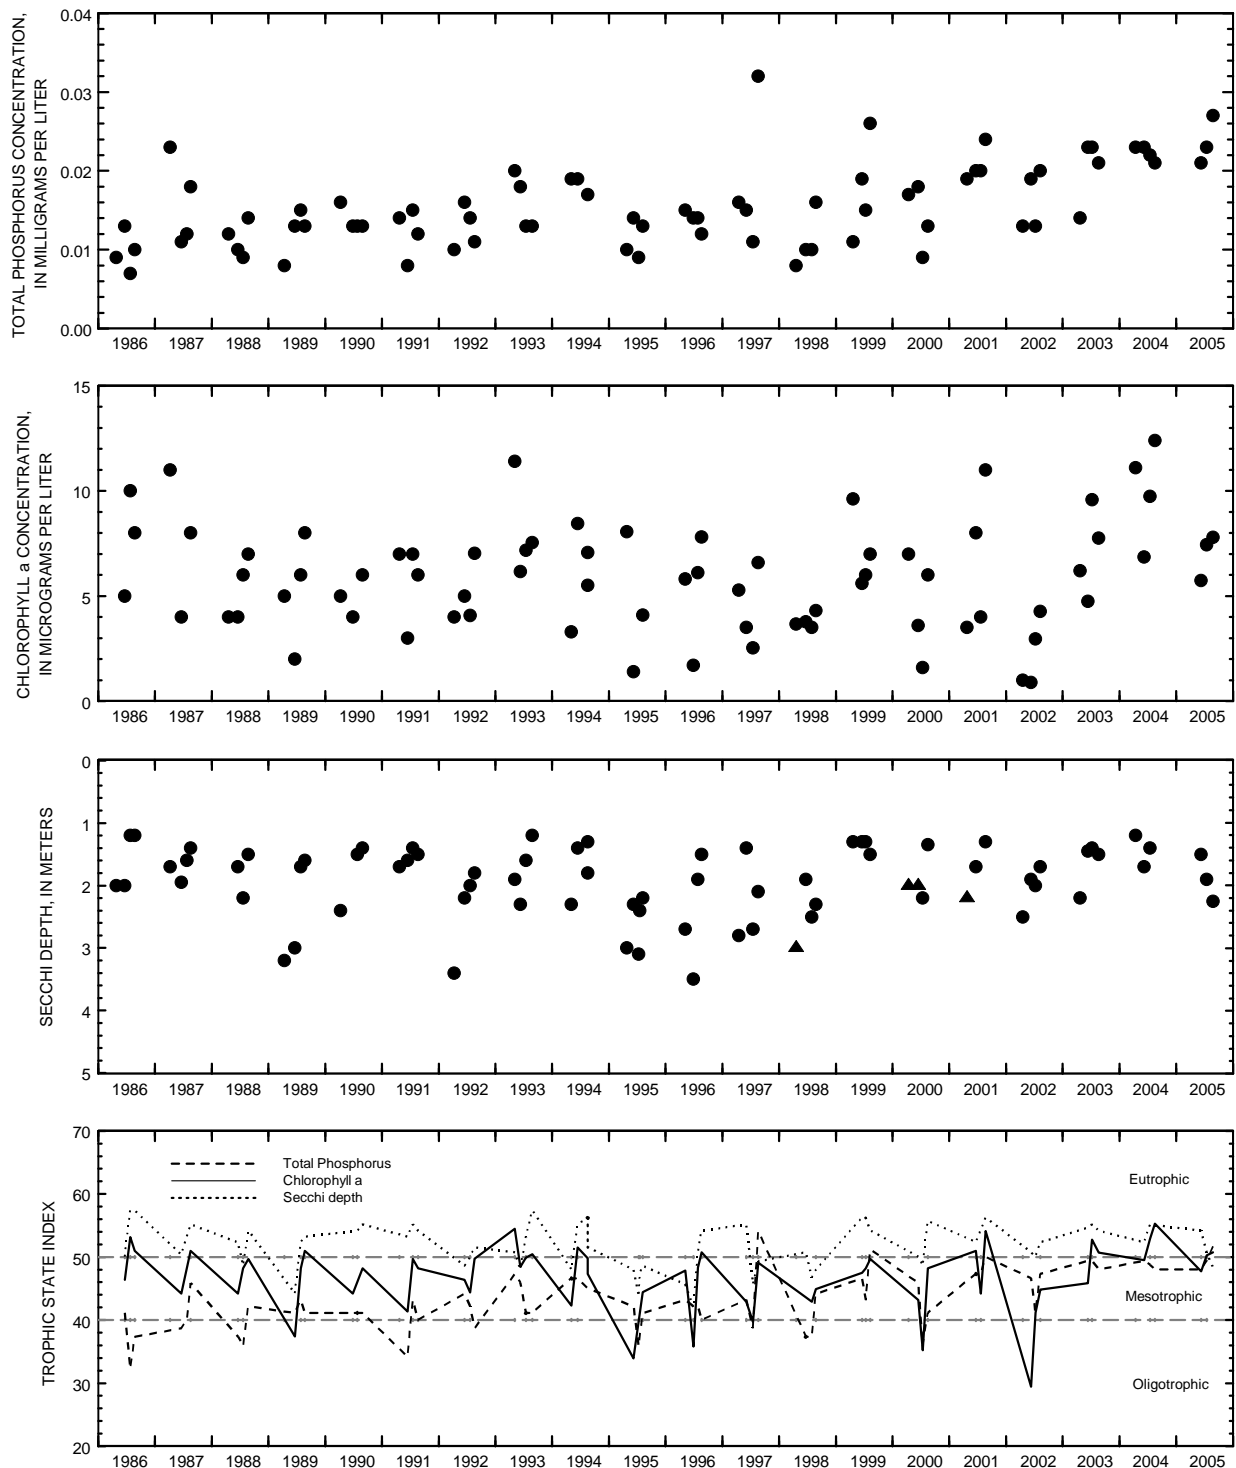 TOTAL PHOSPHORUS CONCENTRATION,
IN MILLIGRAMS PER LITER
0.04
0.03
0.02
0.01
0.00
1986 1987 1988 1989 1990 1991 1992 1993 1994 1995 1996 1997 1998 1999 2000 2001 2002 2003 2004 2005
CHLOROPHYLL a CONCENTRATION,
IN MICROGRAMS PER LITER
15
10
5
0
1986 1987 1988 1989 1990 1991 1992 1993 1994 1995 1996 1997 1998 1999 2000 2001 2002 2003 2004 2005
SECCHI DEPTH, IN METERS
0
1
2
3
4
5
1986 1987 1988 1989 1990 1991 1992 1993 1994 1995 1996 1997 1998 1999 2000 2001 2002 2003 2004 2005
TROPHIC STATE INDEX
70
60
50
40
30
20
Total Phosphorus
Chlorophyll a
Secchi depth
Eutrophic
Mesotrophic
Oligotrophic
1986 1987 1988 1989 1990 1991 1992 1993 1994 1995 1996 1997 1998 1999 2000 2001 2002 2003 2004 2005